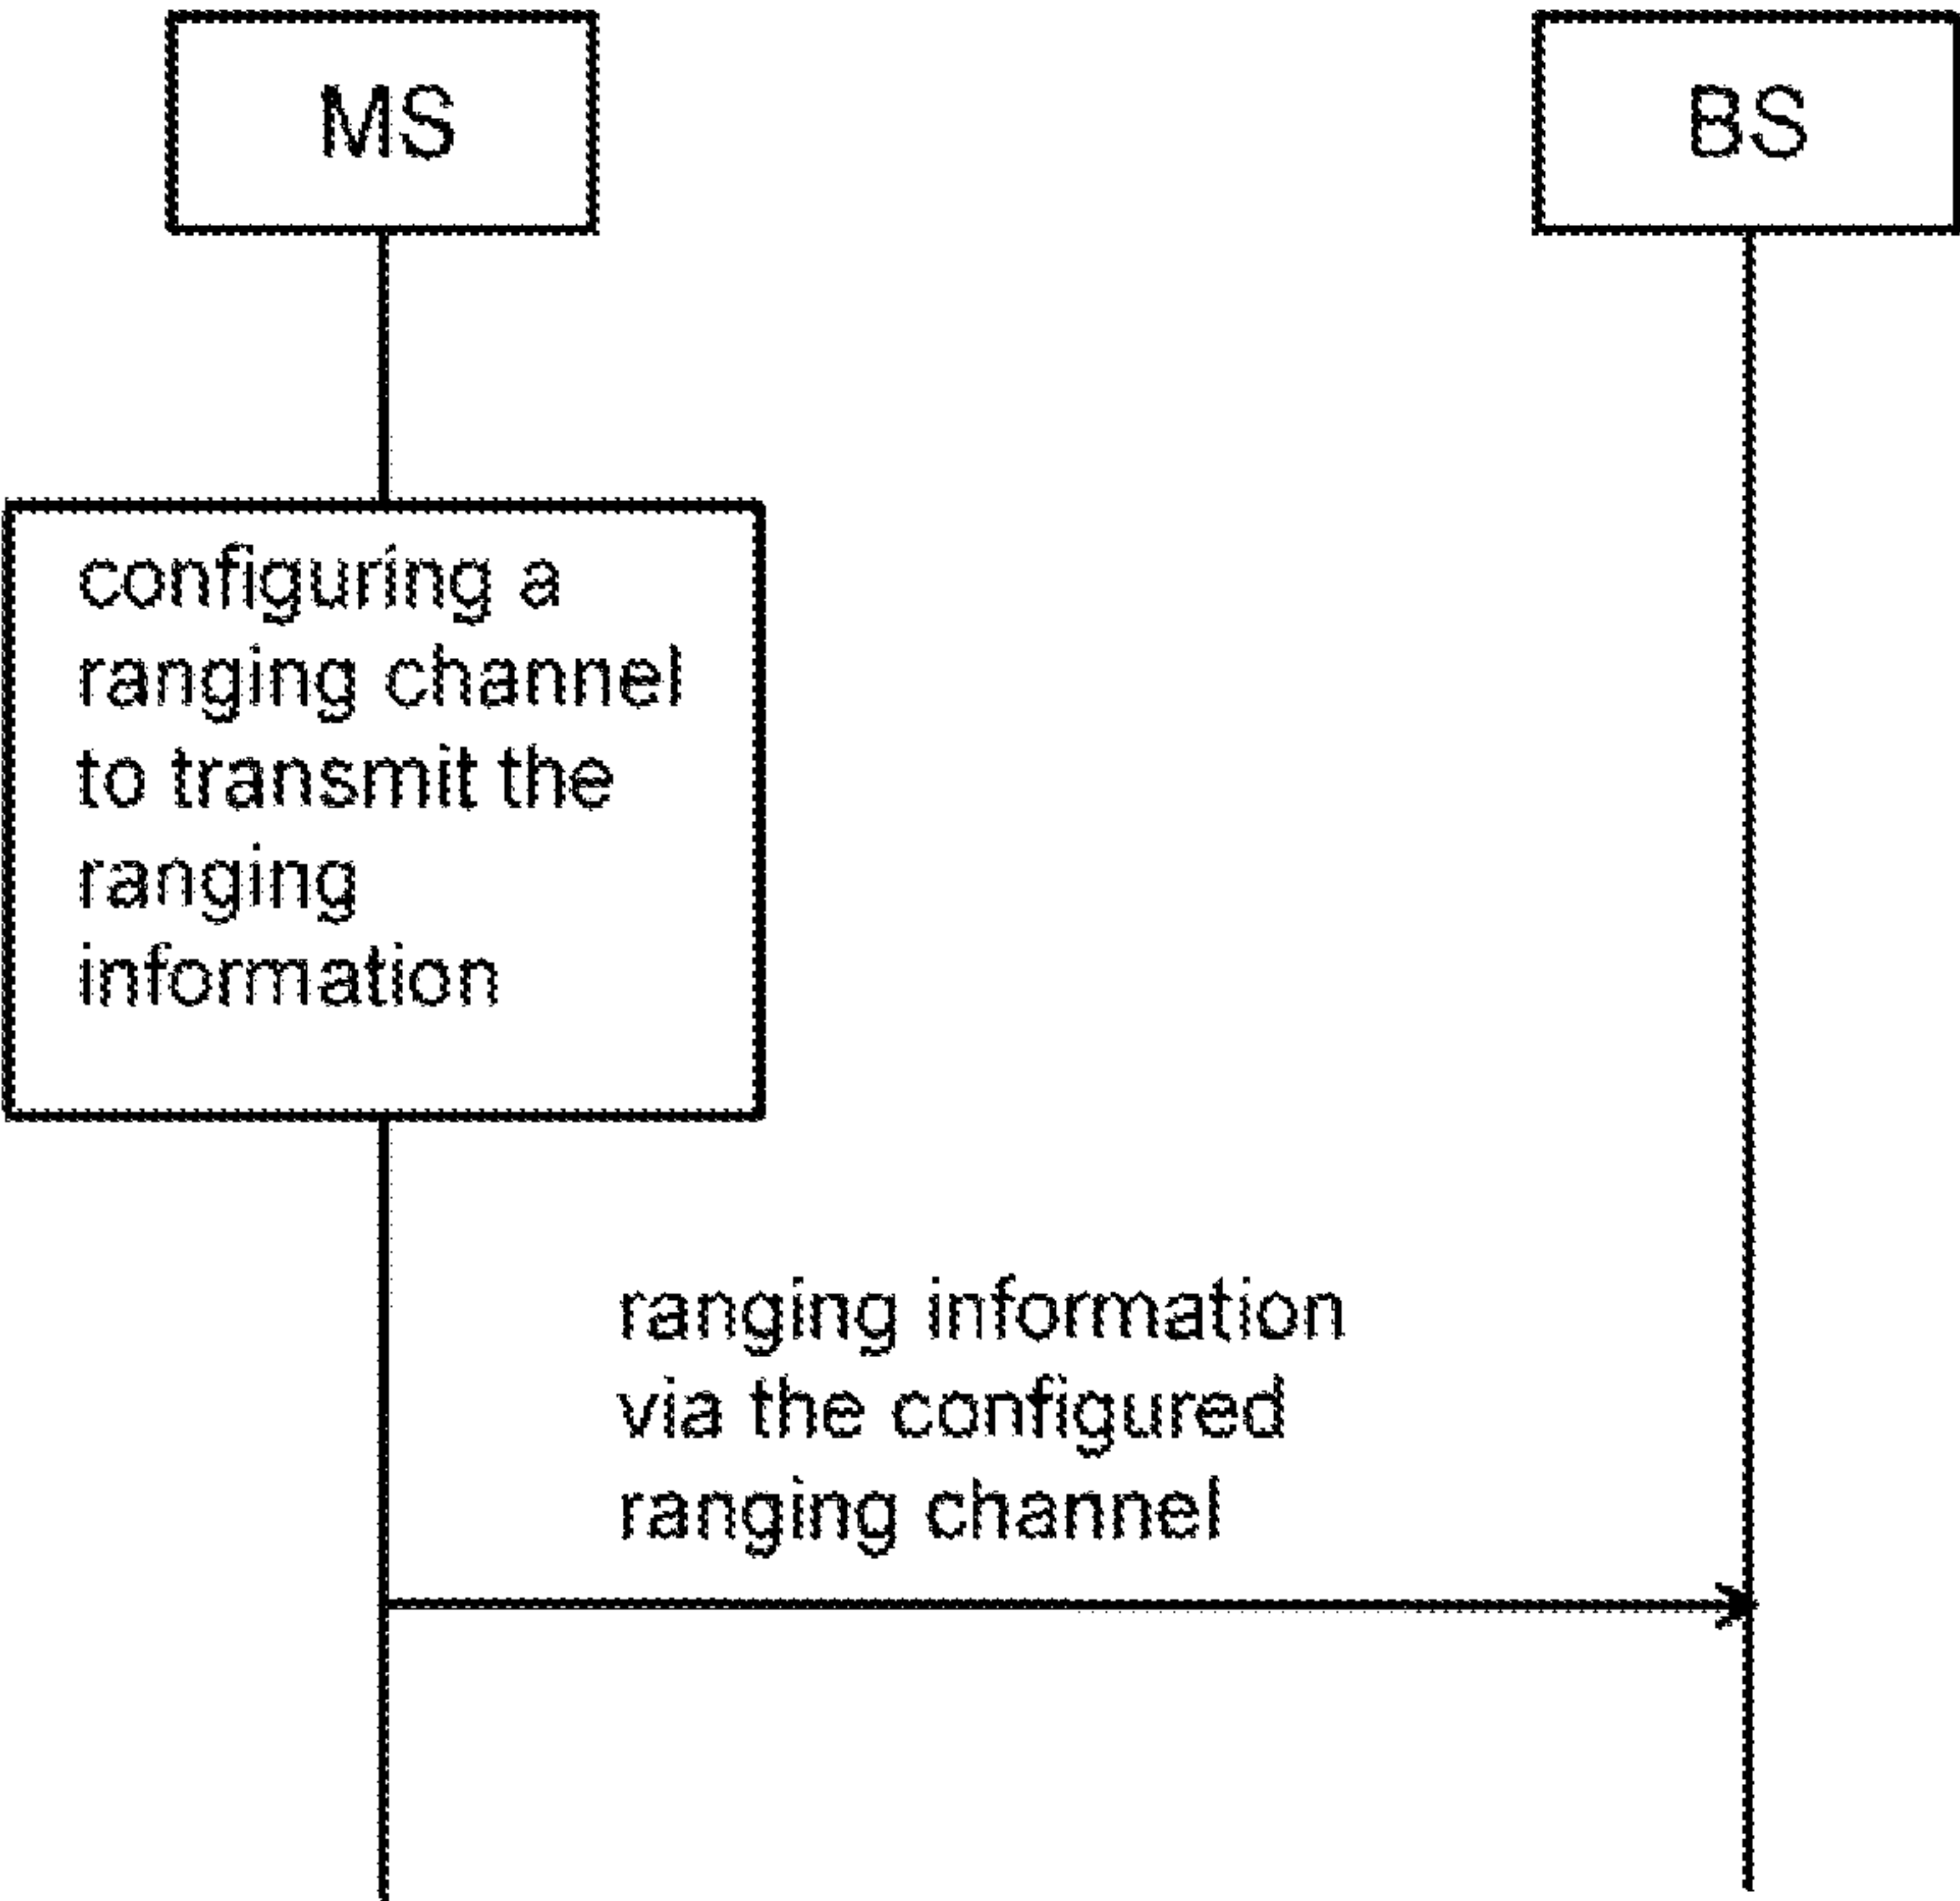 MS
BS
configuring a
ranging channel
to transmit the
ranging
information
ranging information
via the configured
ranging channel